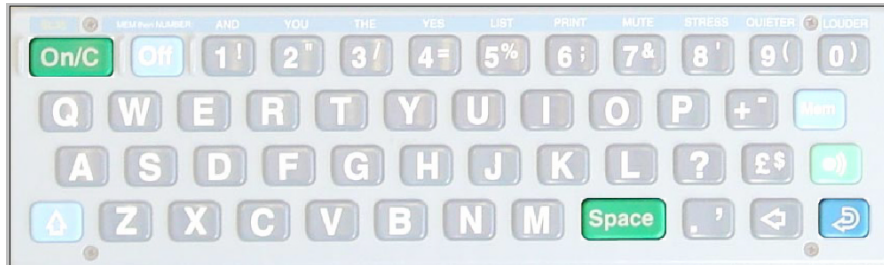 MEM then NUMBER AND YOU THE YES LIST PRINT MUTE STRESS QUIETER LOUDER
On/C Off 1 ! 2 " 3 / 4 = 5 % 6 ; 7 & 8 ' 9 ( 0 )
Q W E R T Y U I O P + - Mem
A S D F G H J K L ? £ $
Z X C V B N M Space . '